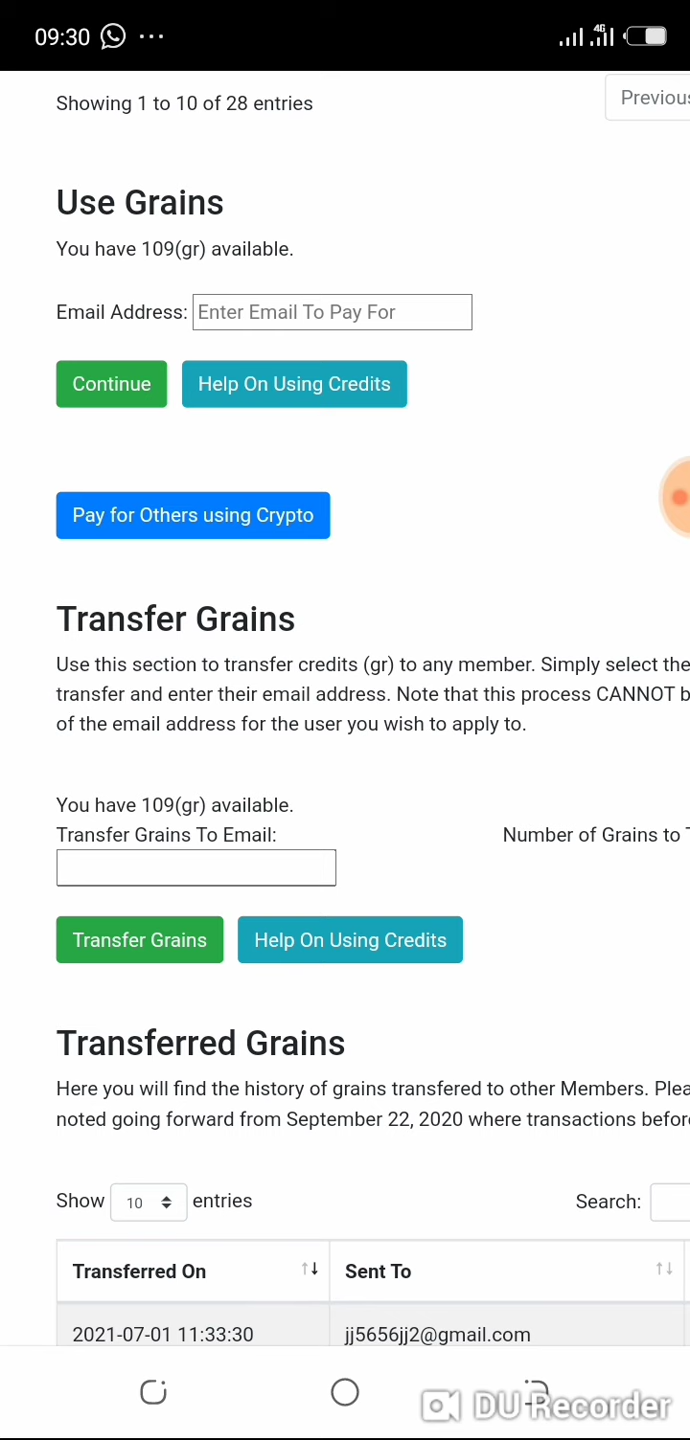 09:30
4G
Showing 1 to 10 of 28 entries
Previous
Use Grains
You have 109(gr) available.
Email Address: Enter Email To Pay For
Continue Help On Using Credits
Pay for Others using Crypto
Transfer Grains
Use this section to transfer credits (gr) to any member. Simply select the
transfer and enter their email address. Note that this process CANNOT b
of the email address for the user you wish to apply to.
You have 109(gr) available.
Transfer Grains To Email: Number of Grains to T
Transfer Grains Help On Using Credits
Transferred Grains
Here you will find the history of grains transfered to other Members. Plea
noted going forward from September 22, 2020 where transactions before
Show 10 entries Search:
Transferred On Sent To
2021-07-01 11:33:30 jj5656jj2@gmail.com
DU Recorder